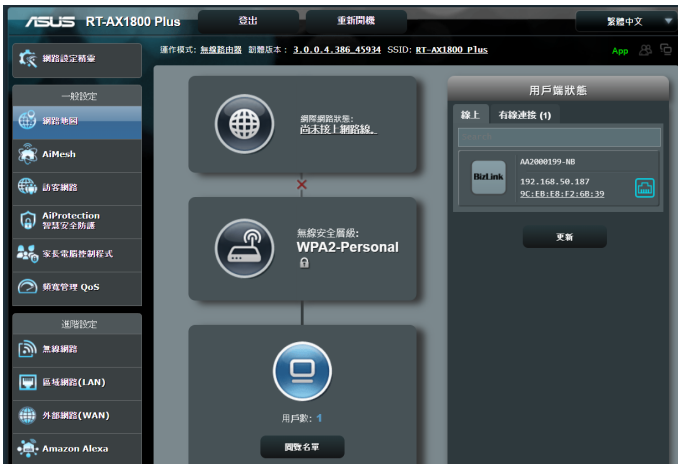 ASUS RT-AX1800 Plus 登出 重新開機 繁體中文
運作模式: 無線路由器 韌體版本: 3.0.0.4.386_45934 SSID: RT-AX1800 Plus App
網路設定精靈
一般設定
網路地圖
AiMesh
訪客網路
AiProtection
智慧安全防護
家長電腦控制程式
頻寬管理 QoS
進階設定
無線網路
區域網路(LAN)
外部網路(WAN)
Amazon Alexa
網際網路狀態:
尚未接上網路線。
無線安全層級:
WPA2-Personal
用戶數: 1
閱覽名單
用戶端狀態
線上 有線連接 (1)
BizLink
AA2000199-NB
192.168.50.187
9C:EB:E8:F2:6B:39
更新